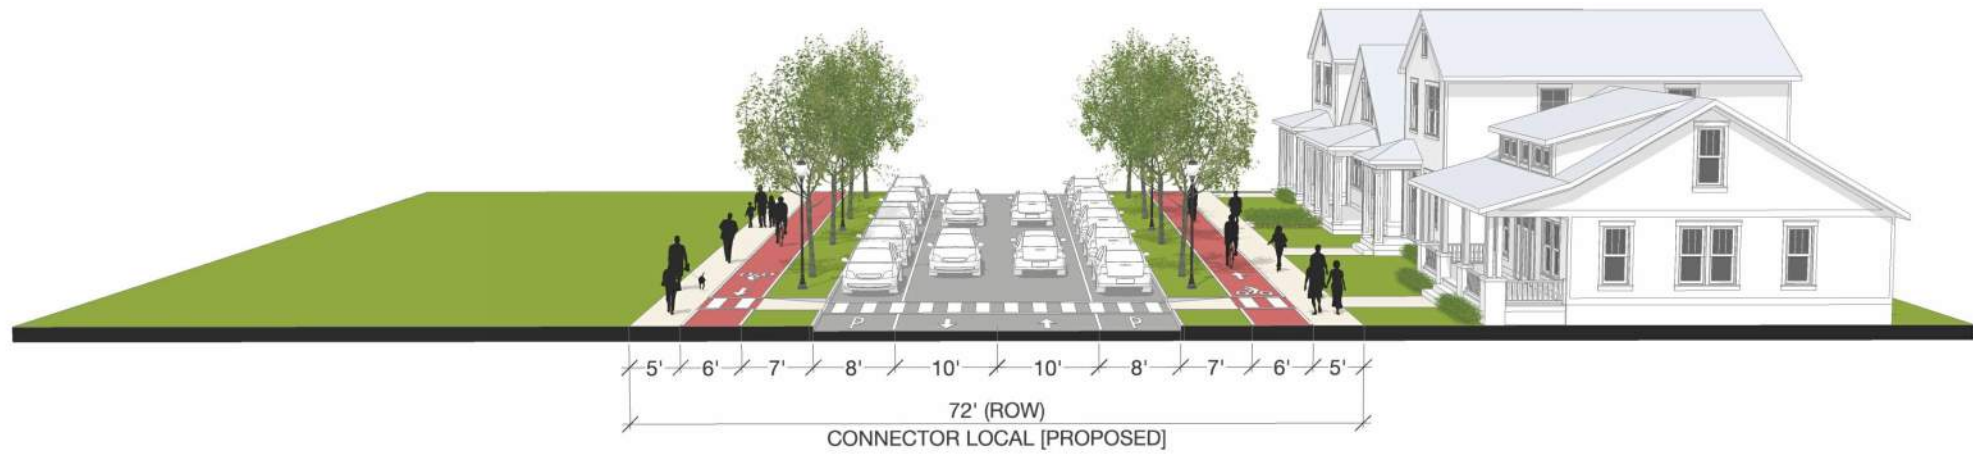 P P
5' 6' 7' 8' 10' 10' 8' 7' 6' 5'
72' (ROW)
CONNECTOR LOCAL [PROPOSED]